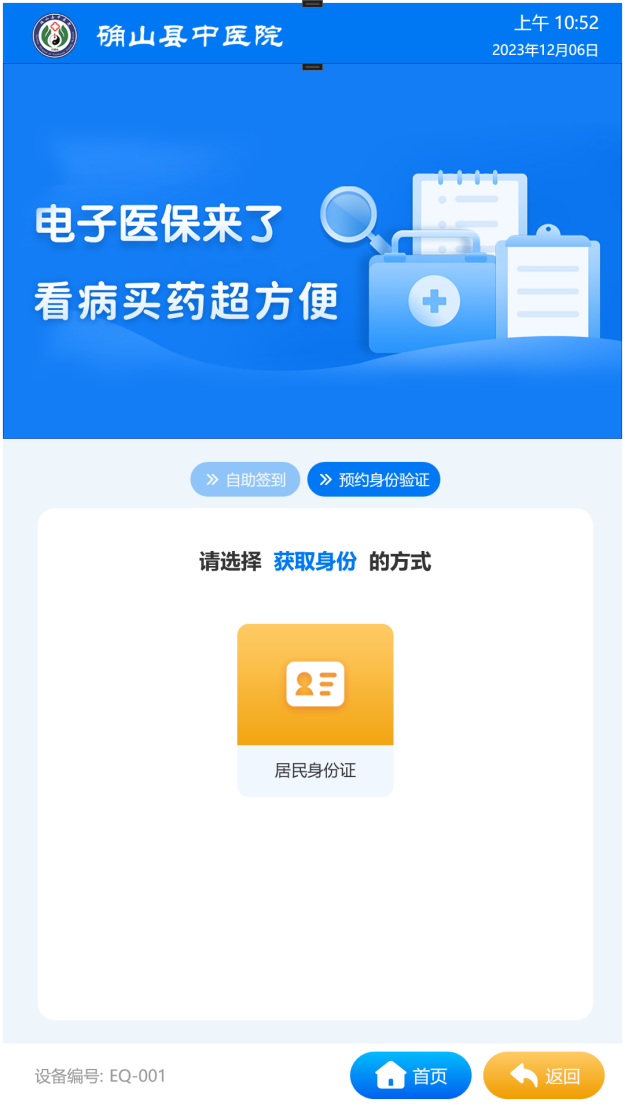 确山县中医院
上午 10:52
2023年12月06日
电子医保来了
看病买药超方便
自助签到
预约身份验证
请选择 获取身份 的方式
居民身份证
设备编号: EQ-001
首页
返回